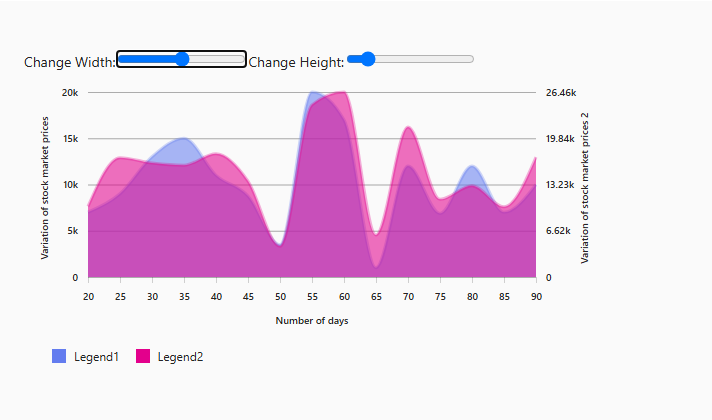 Change Width: Change Height:
20k 26.46k
15k 19.84k
10k 13.23k
5k 6.62k
0 0
Variation of stock market prices
Variation of stock market prices 2
20 25 30 35 40 45 50 55 60 65 70 75 80 85 90
Number of days
Legend1 Legend2